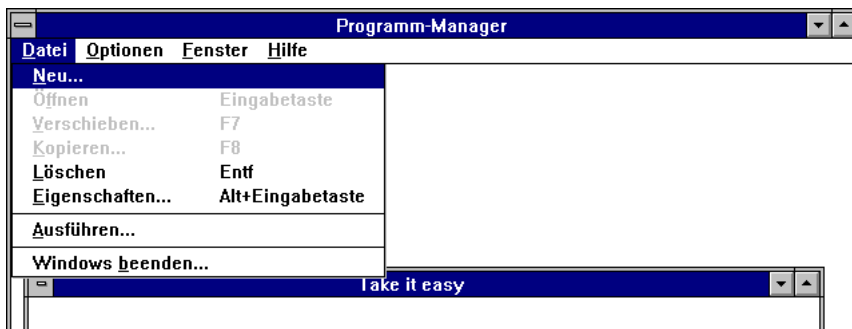 Programm-Manager
Datei Optionen Fenster Hilfe
Neu...
Öffnen Eingabetaste
Verschieben... F7
Kopieren... F8
Löschen Entf
Eigenschaften... Alt+Eingabetaste
Ausführen...
Windows beenden...
Take it easy